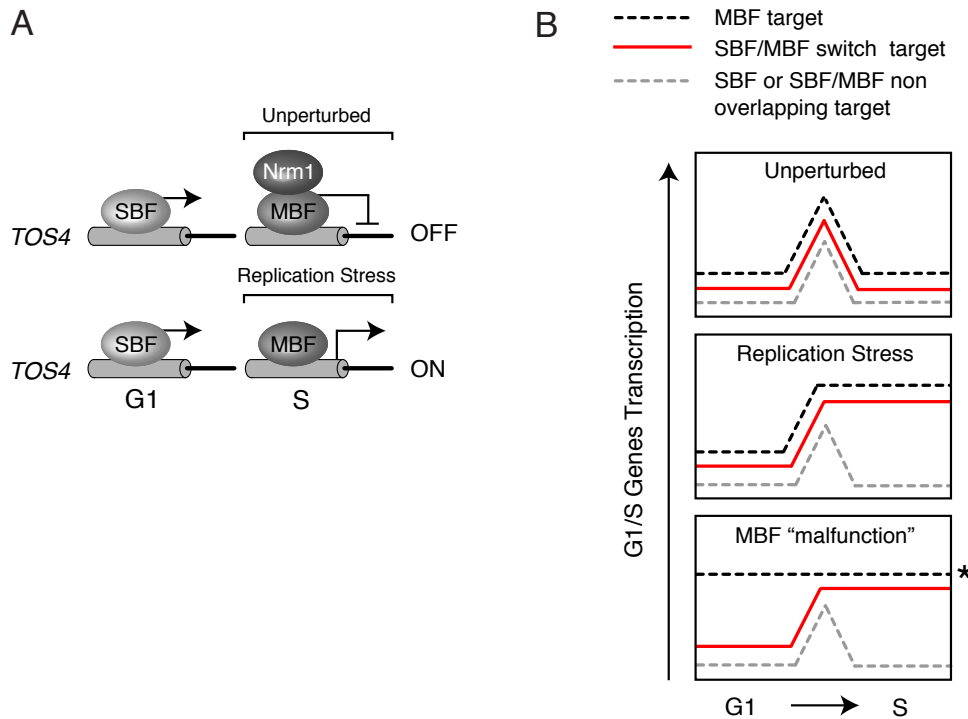 A
Unperturbed
Nrm1
SBF
MBF
TOS4
OFF
Replication Stress
SBF
MBF
TOS4
ON
G1
S
B
MBF target
SBF/MBF switch target
SBF or SBF/MBF non
overlapping target
G1/S Genes Transcription
Unperturbed
Replication Stress
MBF “malfunction”
*
G1
S